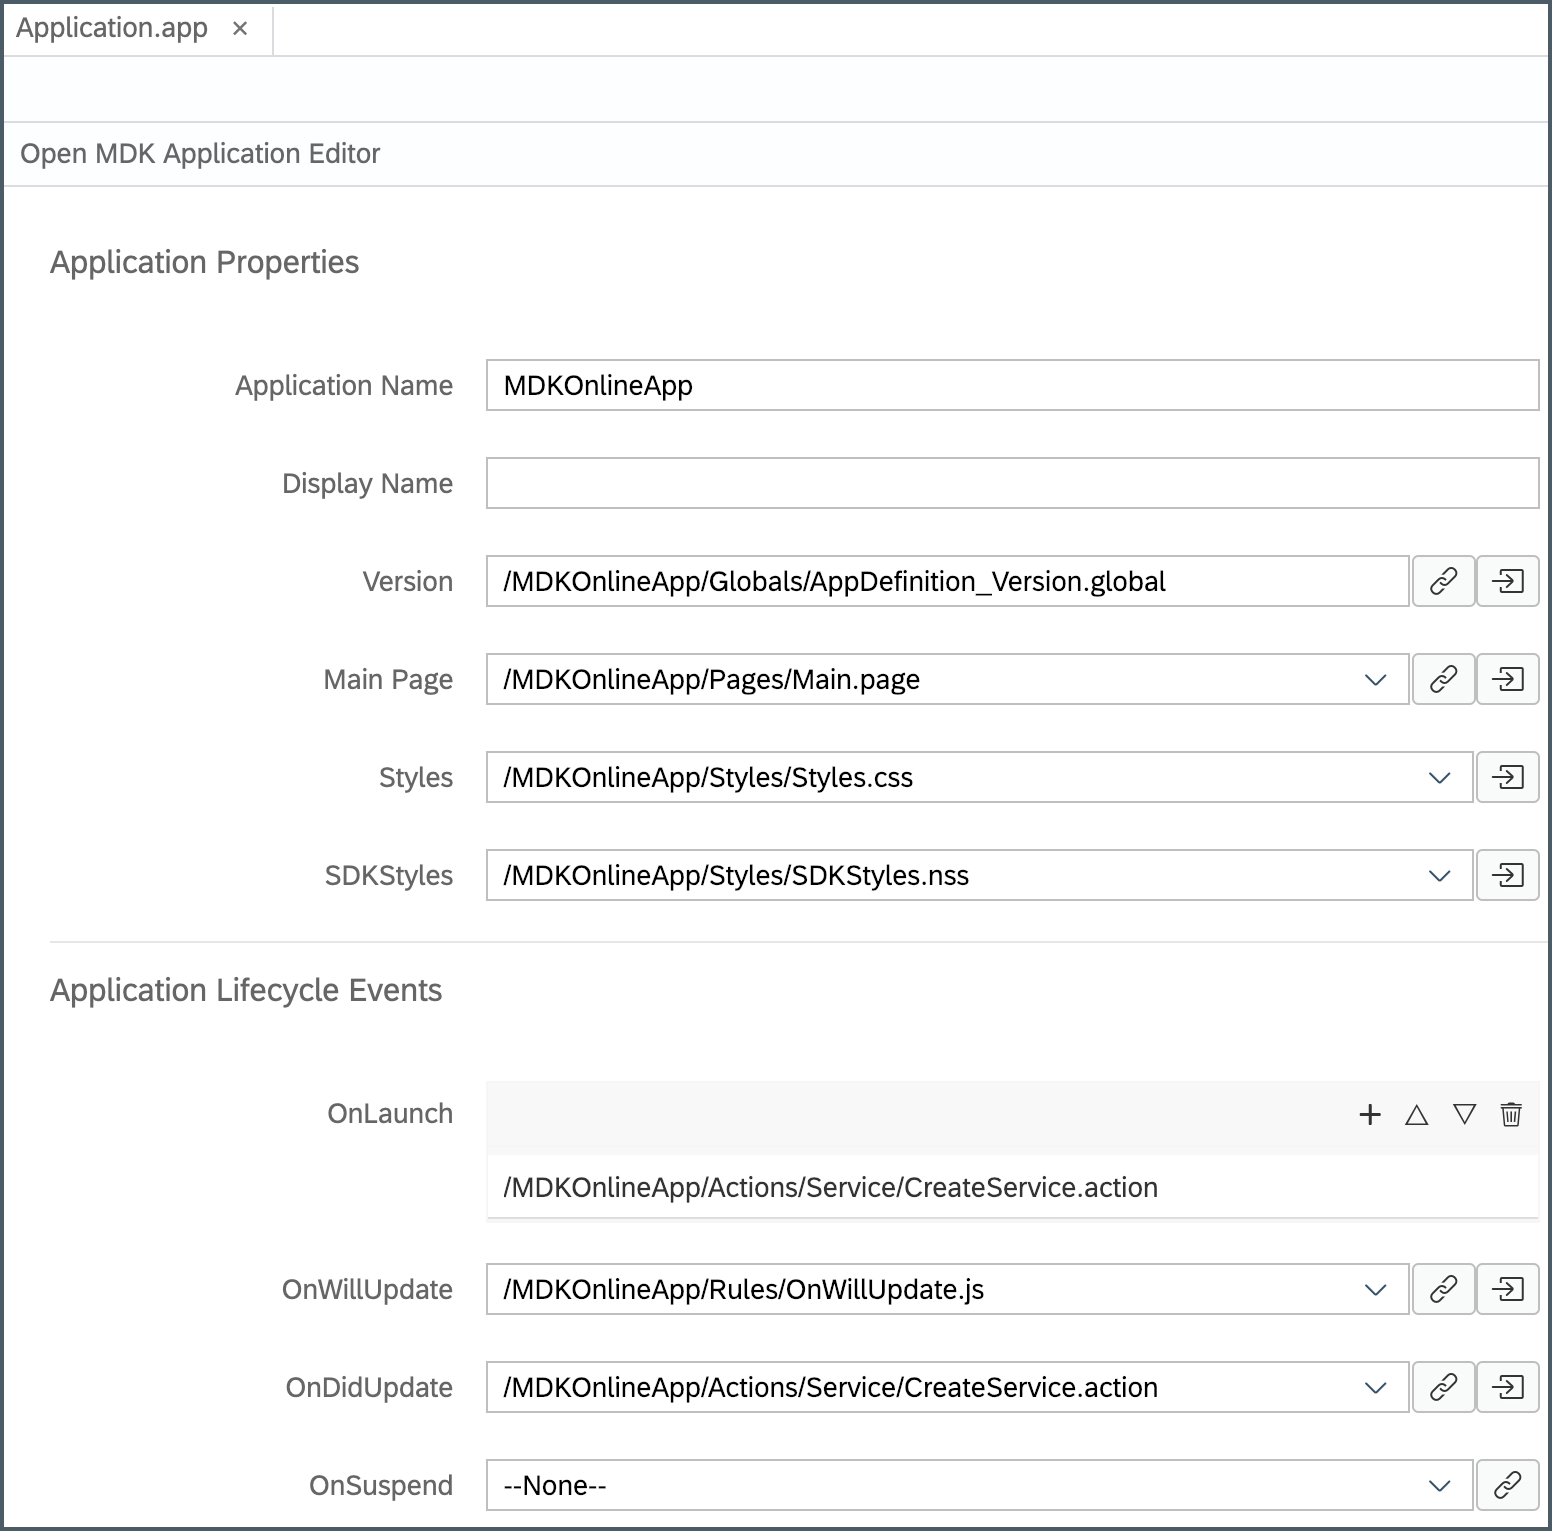 Application.app ×
Open MDK Application Editor
Application Properties
Application Name MDKOnlineApp
Display Name
Version /MDKOnlineApp/Globals/AppDefinition_Version.global
Main Page /MDKOnlineApp/Pages/Main.page
Styles /MDKOnlineApp/Styles/Styles.css
SDKStyles /MDKOnlineApp/Styles/SDKStyles.nss
Application Lifecycle Events
OnLaunch
/MDKOnlineApp/Actions/Service/CreateService.action
OnWillUpdate /MDKOnlineApp/Rules/OnWillUpdate.js
OnDidUpdate /MDKOnlineApp/Actions/Service/CreateService.action
OnSuspend --None--